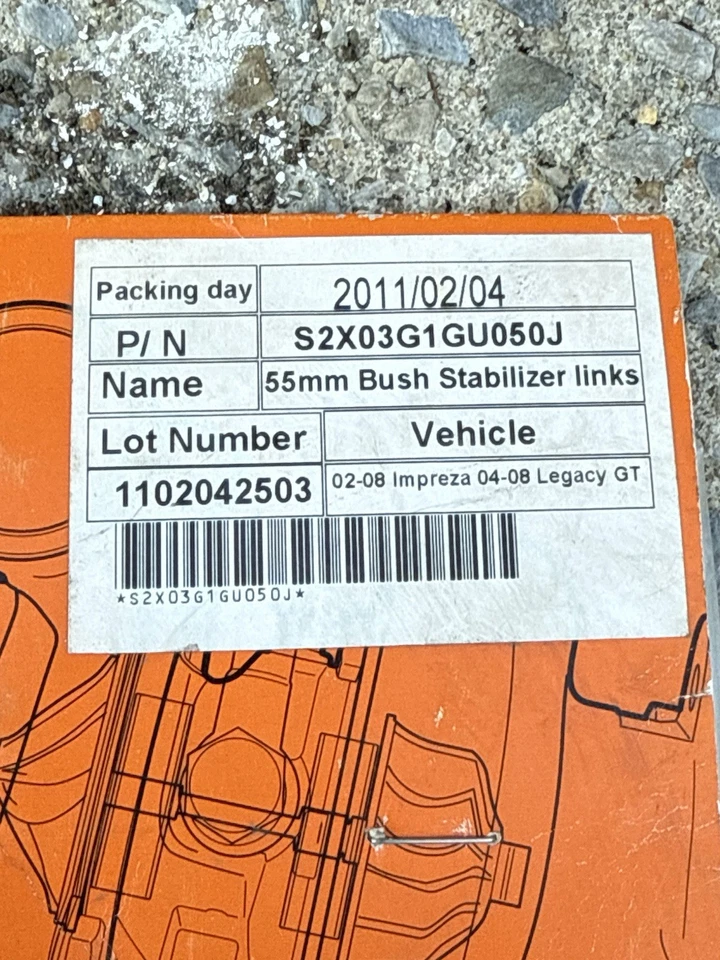 Packing day 2011/02/04
P/ N S2X03G1GU050J
Name 55mm Bush Stabilizer links
Lot Number Vehicle
1102042503 02-08 Impreza 04-08 Legacy GT
*S2X03G1GU050J*